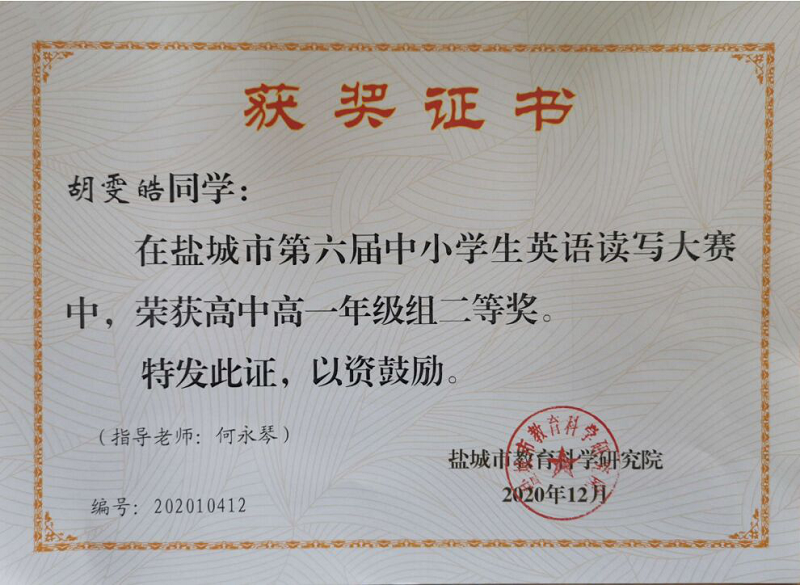 获奖证书
胡雯皓同学：
在盐城市第六届中小学生英语读写大赛
中，荣获高中高一年级组二等奖。
特发此证，以资鼓励。
（指导老师：何永琴）
盐城市教育科学研究院
2020年12月
编号：202010412